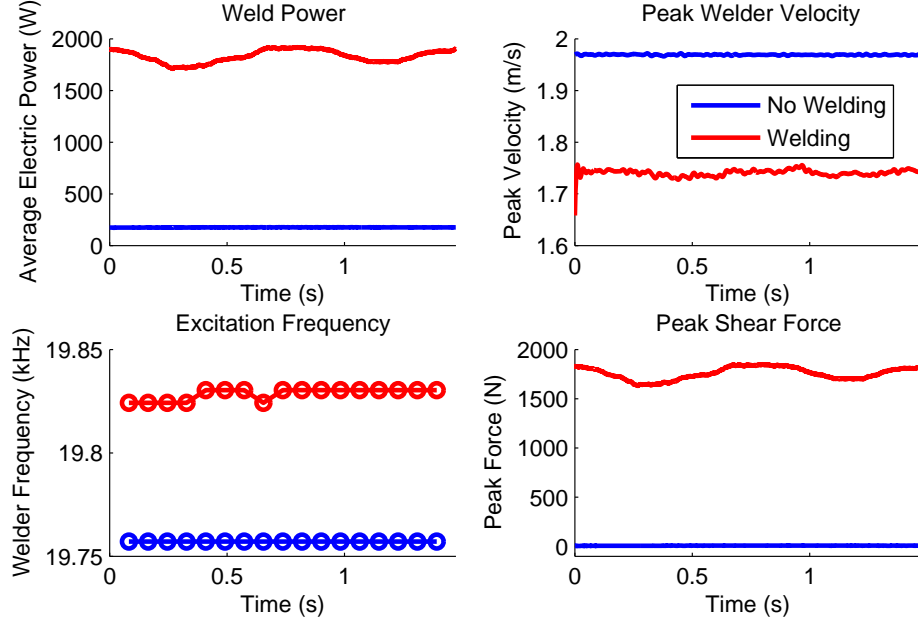 Weld Power
Average Electric Power (W)
2000
1500
1000
500
0
0
0.5
1
Time (s)
Peak Welder Velocity
Peak Velocity (m/s)
2
1.9
1.8
1.7
1.6
No Welding
Welding
0
0.5
1
Time (s)
Excitation Frequency
Welder Frequency (kHz)
19.85
19.8
19.75
0
0.5
1
Time (s)
Peak Shear Force
Peak Force (N)
2000
1500
1000
500
0
0
0.5
1
Time (s)